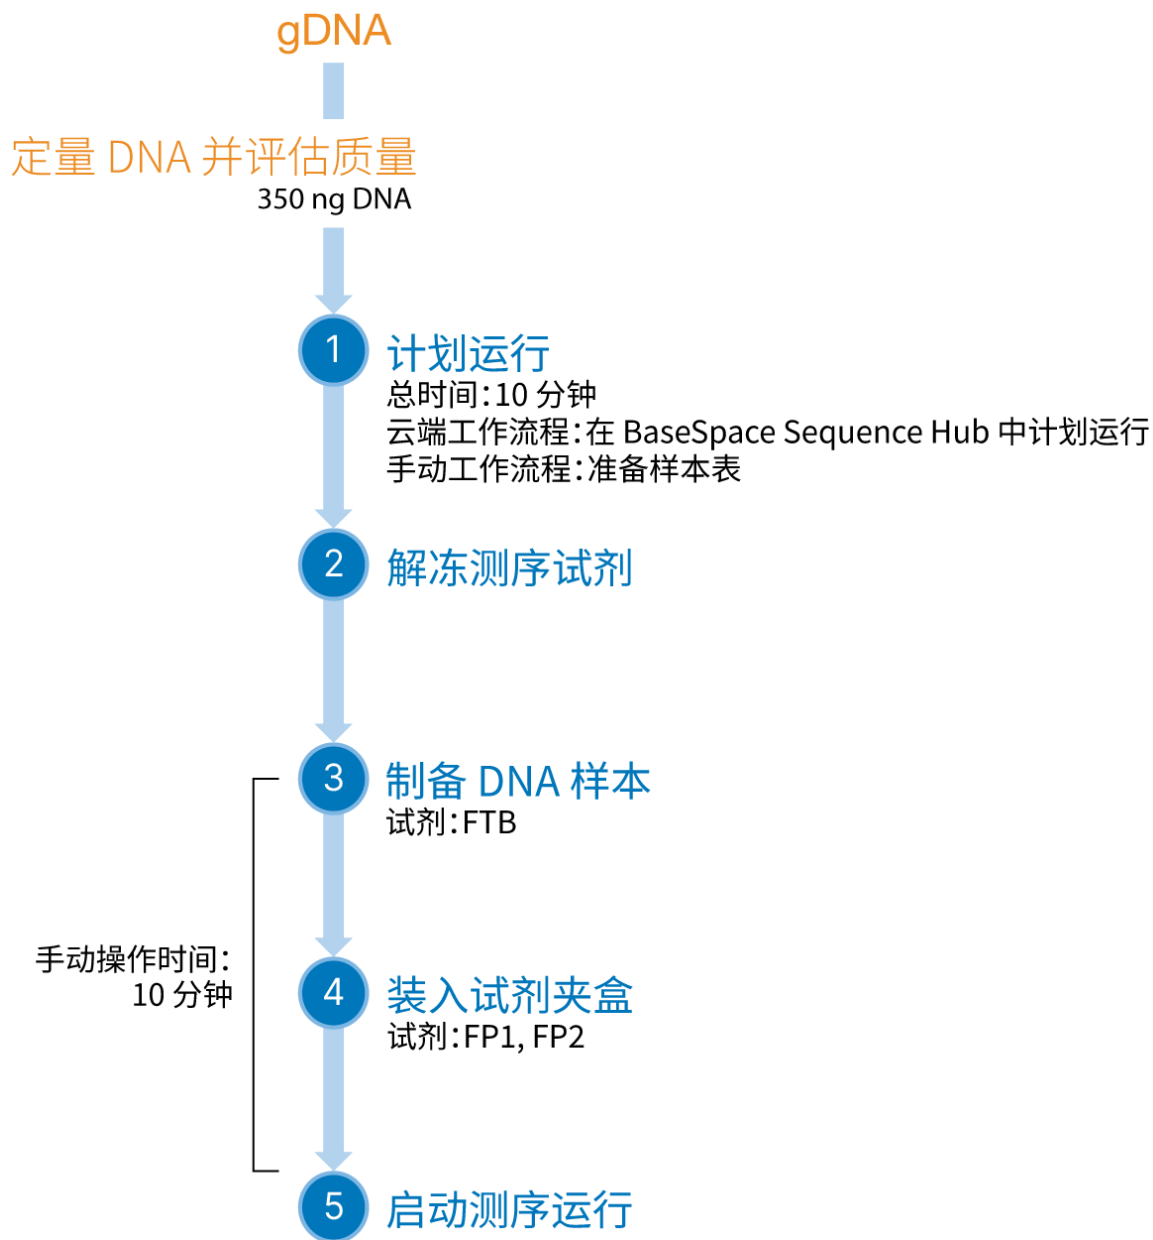 gDNA
定量 DNA 并评估质量
350 ng DNA
1
计划运行
总时间：10 分钟
云端工作流程：在 BaseSpace Sequence Hub 中计划运行
手动工作流程：准备样本表
2
解冻测序试剂
3
制备 DNA 样本
试剂：FTB
手动操作时间：
10 分钟
4
装入试剂夹盒
试剂：FP1, FP2
5
启动测序运行